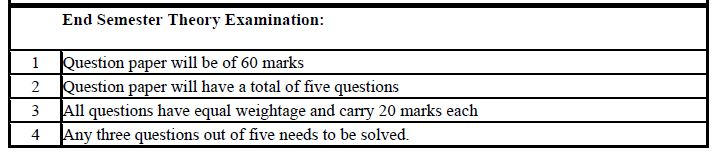 End Semester Theory Examination:
1 Question paper will be of 60 marks
2 Question paper will have a total of five questions
3 All questions have equal weightage and carry 20 marks each
4 Any three questions out of five needs to be solved.